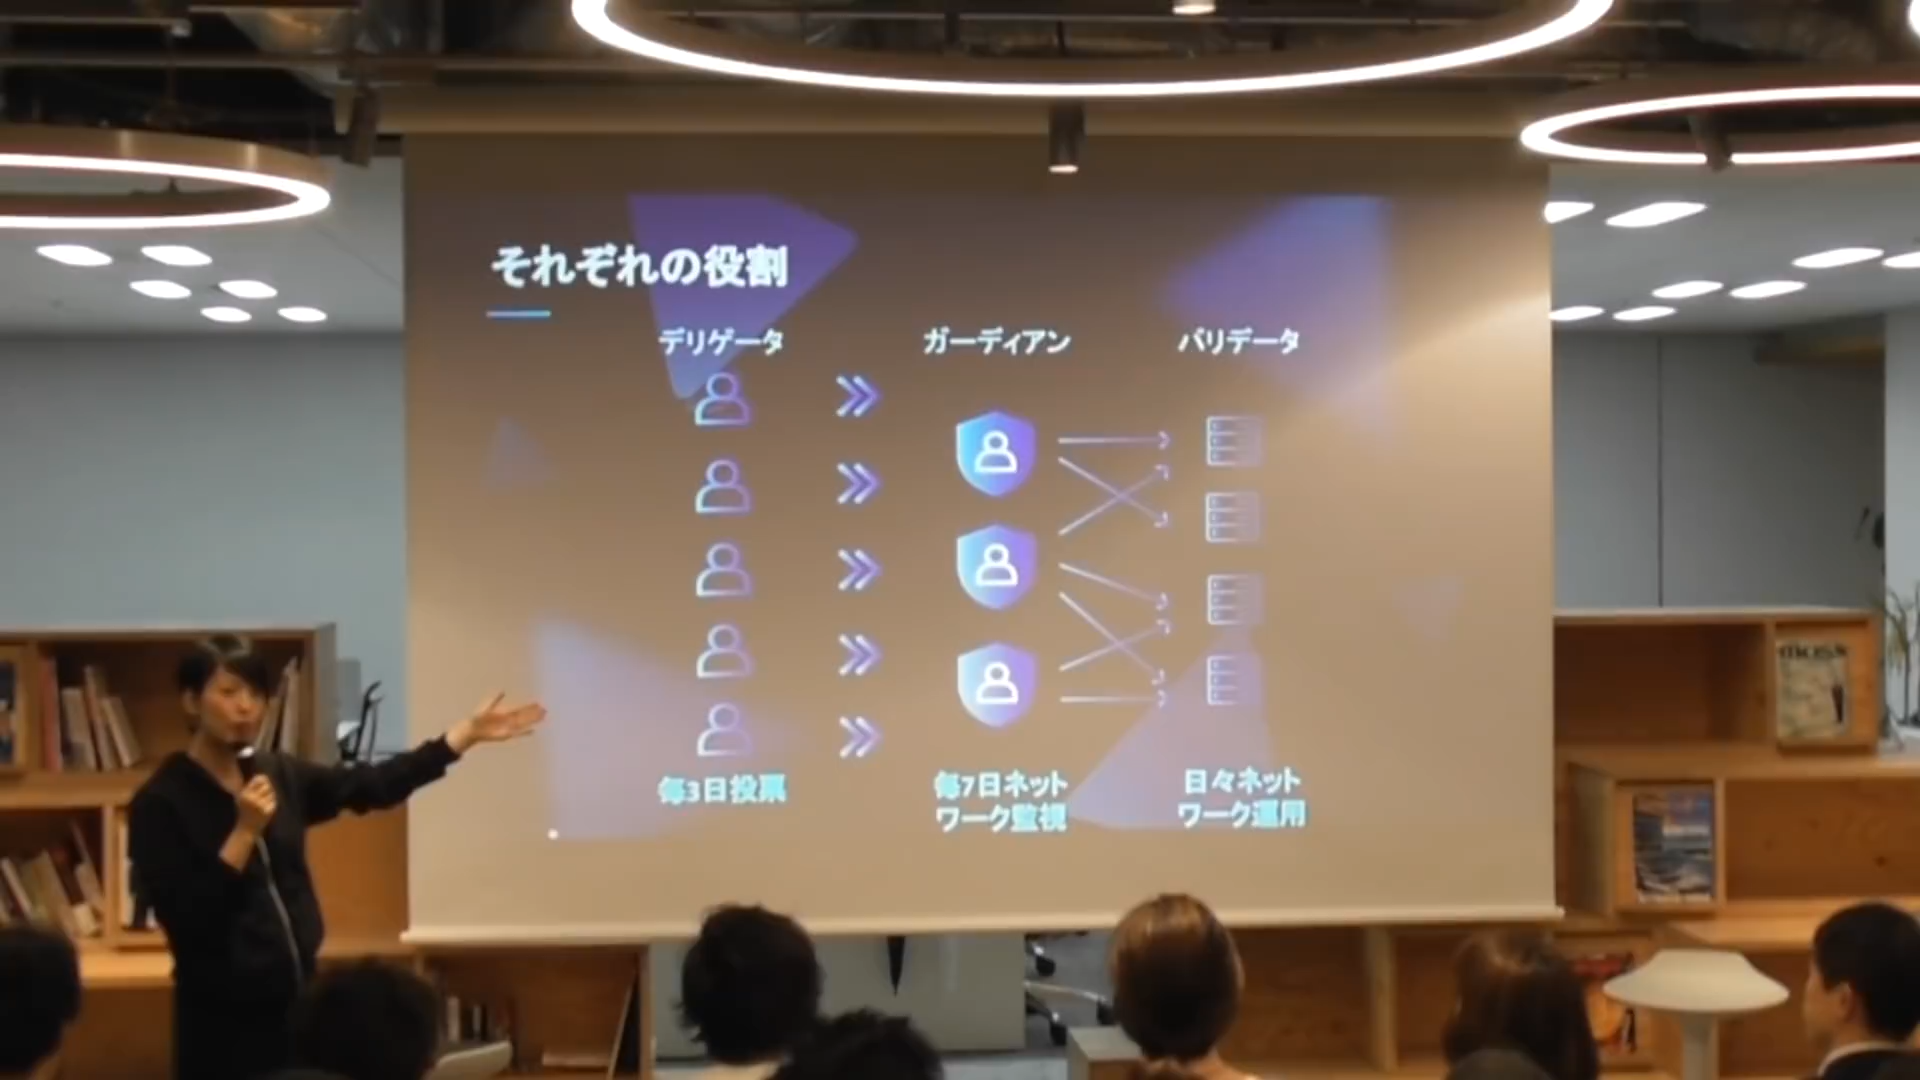 それぞれの役割
デリゲータ
ガーディアン
バリデータ
毎3日投票
毎7日ネット
ワーク監視
日々ネット
ワーク運用